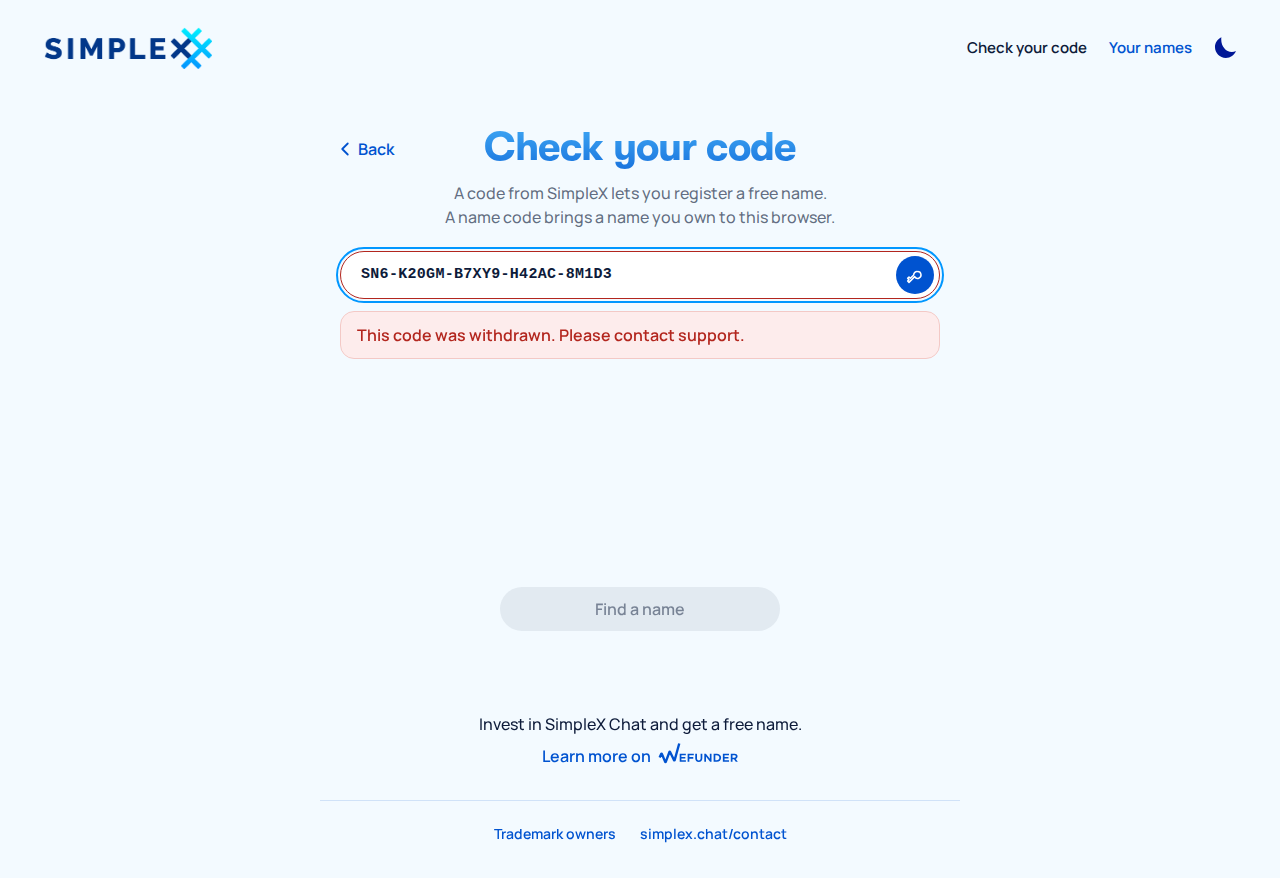 SIMPLEX
Check your code
Your names
Back
Check your code
A code from SimpleX lets you register a free name.
A name code brings a name you own to this browser.
SN6-K20GM-B7XY9-H42AC-8M1D3
This code was withdrawn. Please contact support.
Find a name
Invest in SimpleX Chat and get a free name.
Learn more on WEFUNDER
Trademark owners
simplex.chat/contact